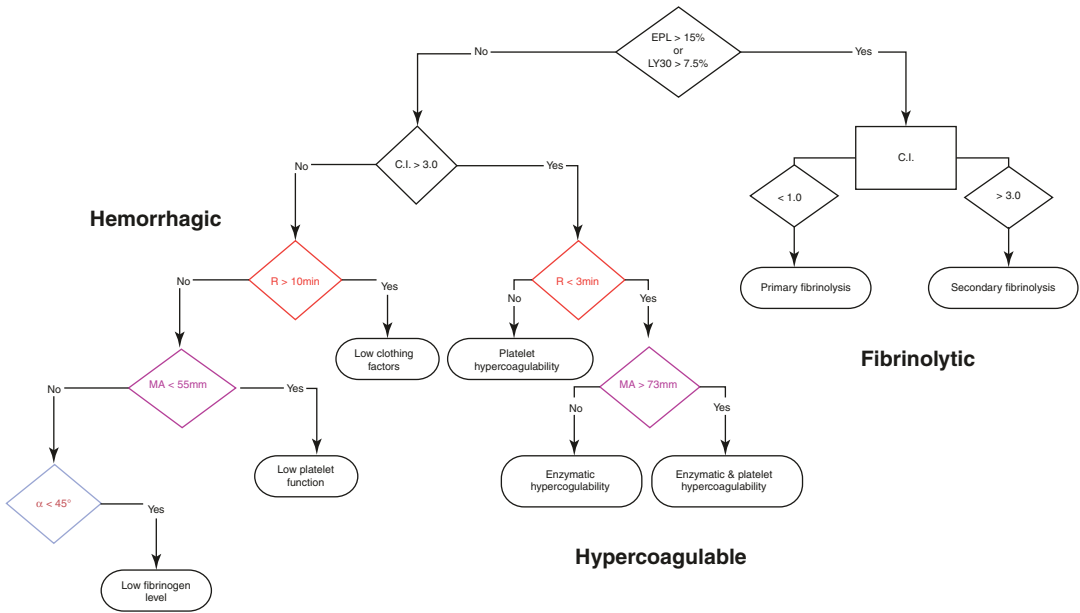 EPL > 15%
or
LY30 > 7.5%
No
Yes
C.I. > 3.0
No
Yes
C.I.
< 1.0
> 3.0
Hemorrhagic
R > 10min
No
Yes
R < 3min
No
Yes
Primary fibrinolysis
Secondary fibrinolysis
Fibrinolytic
Low clothing
factors
Platelet
hypercoagulability
MA < 55mm
No
Yes
MA > 73mm
No
Yes
Low platelet
function
Enzymatic
hypercogulability
Enzymatic & platelet
hypercoagulability
α < 45°
Yes
Hypercoagulable
Low fibrinogen
level